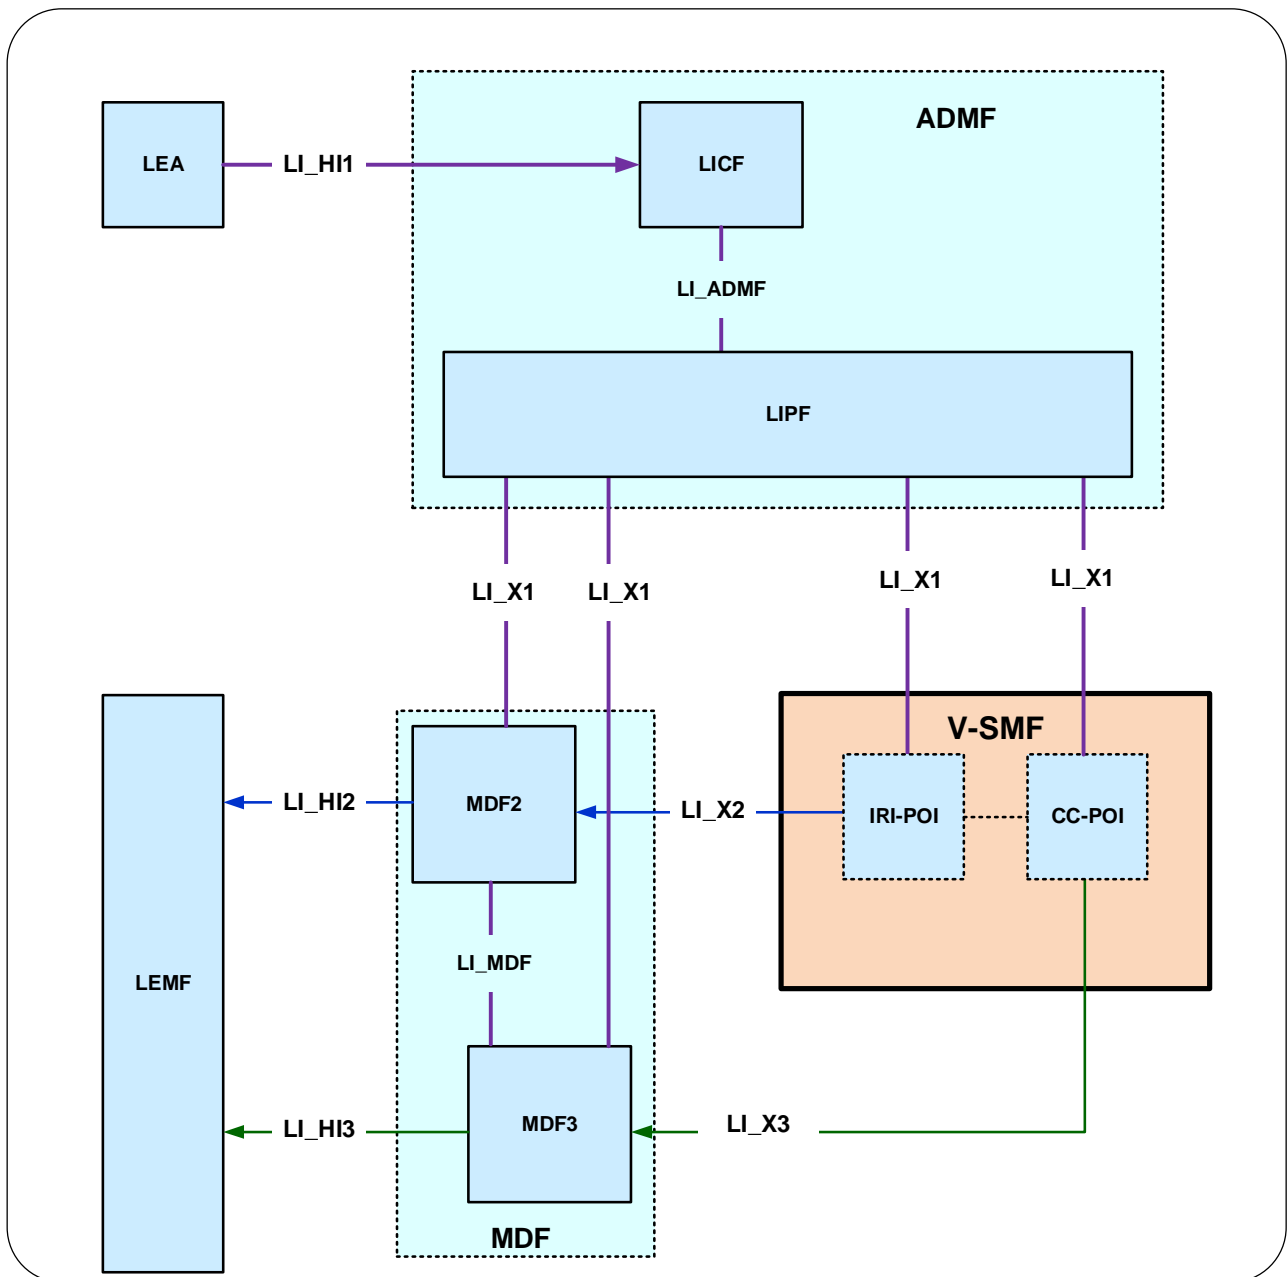 ADMF
LEA
LI_HI1
LICF
LI_ADMF
LIPF
LI_X1
LI_X1
LI_X1
LI_X1
V-SMF
LI_HI2
MDF2
LI_X2
IRI-POI
CC-POI
LEMF
LI_MDF
LI_HI3
MDF3
LI_X3
MDF